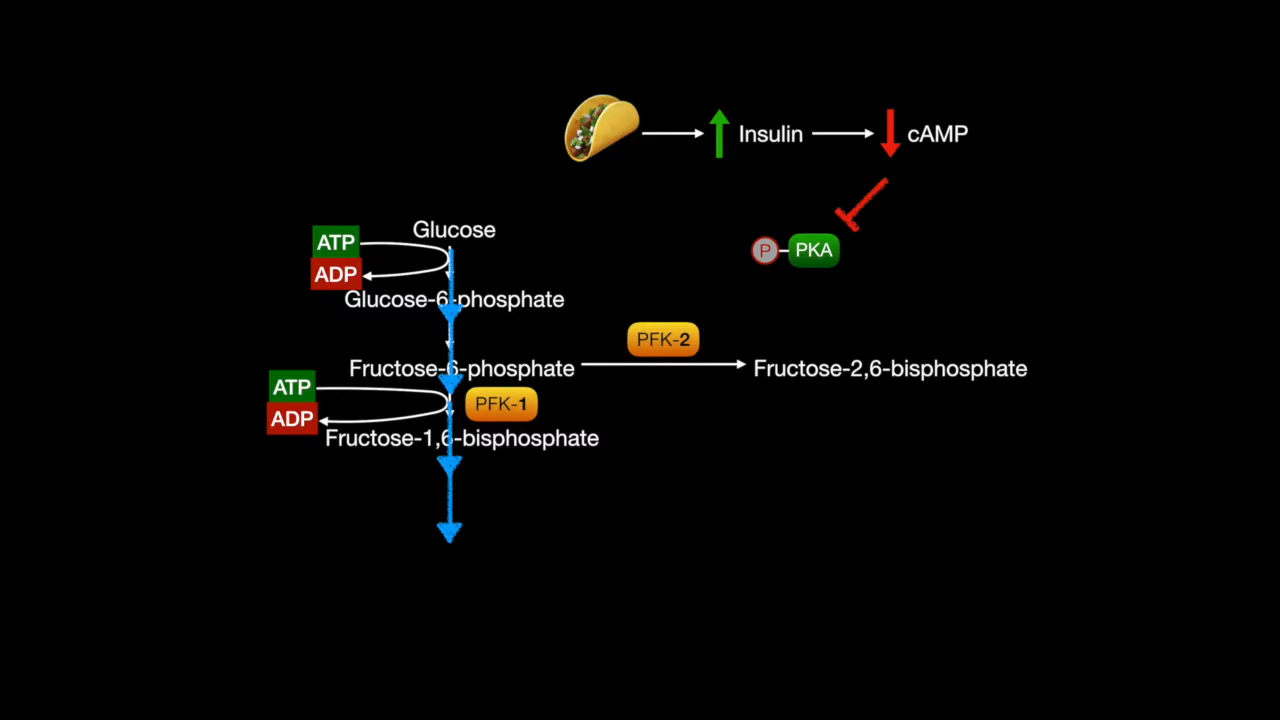 Insulin
cAMP
P
PKA
ATP
Glucose
ADP
Glucose-6-phosphate
PFK-2
Fructose-6-phosphate
Fructose-2,6-bisphosphate
ATP
PFK-1
ADP
Fructose-1,6-bisphosphate